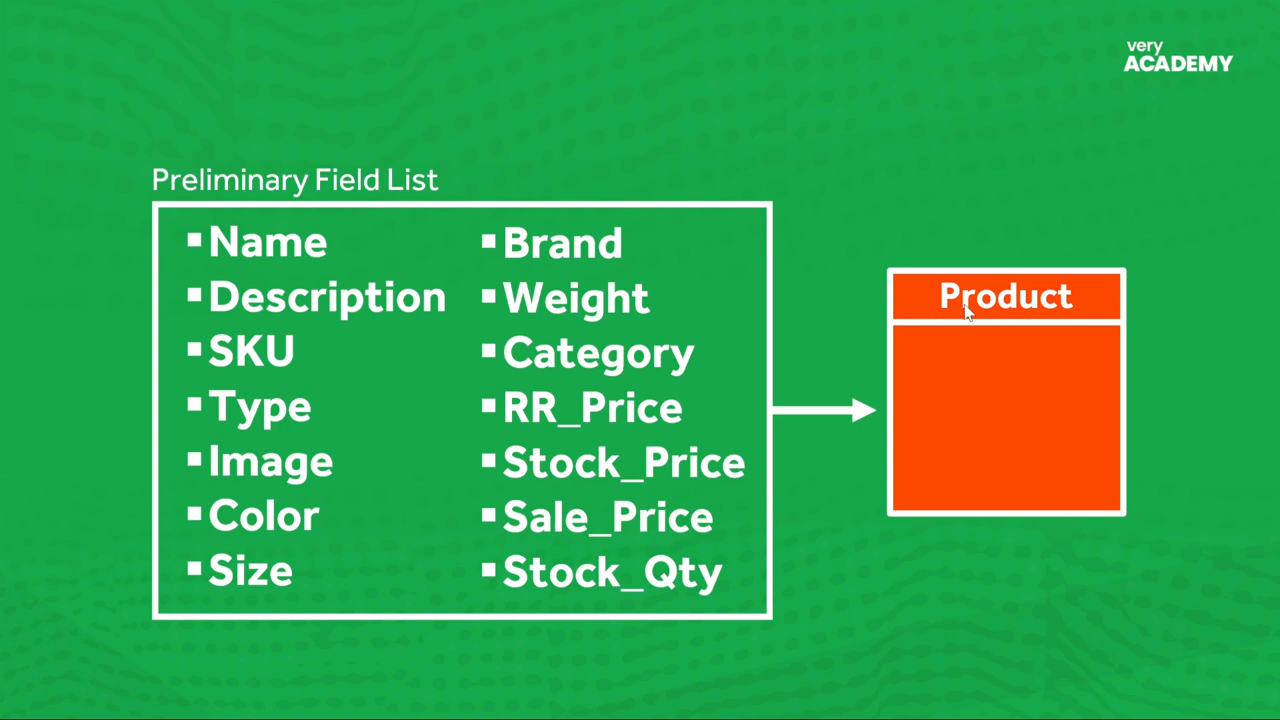 very
ACADEMY
Preliminary Field List
▪Name
▪Description
▪SKU
▪Type
▪Image
▪Color
▪Size
▪Brand
▪Weight
▪Category
▪RR_Price
▪Stock_Price
▪Sale_Price
▪Stock_Qty
Product